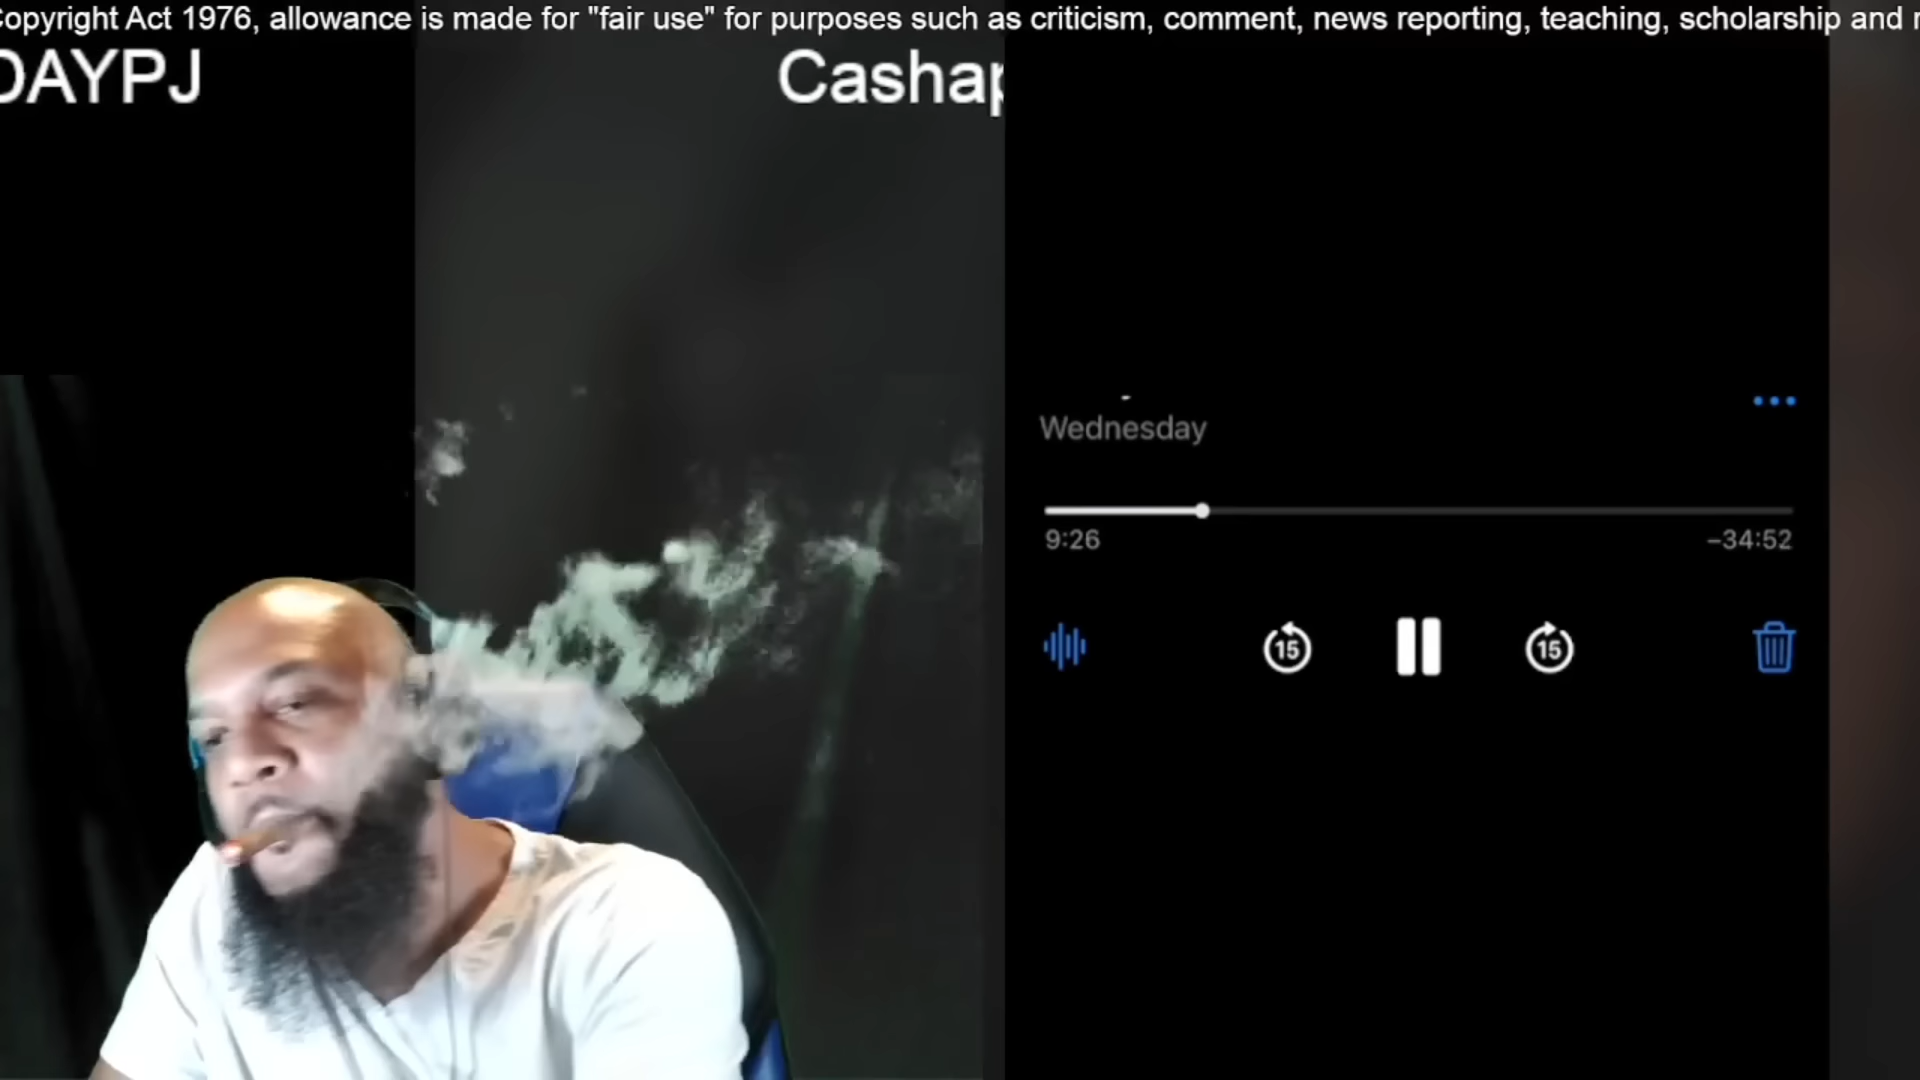 Copyright Act 1976, allowance is made for "fair use" for purposes such as criticism, comment, news reporting, teaching, scholarship and
DAYPJ
Cashap
Wednesday
9:26
−34:52
15
15